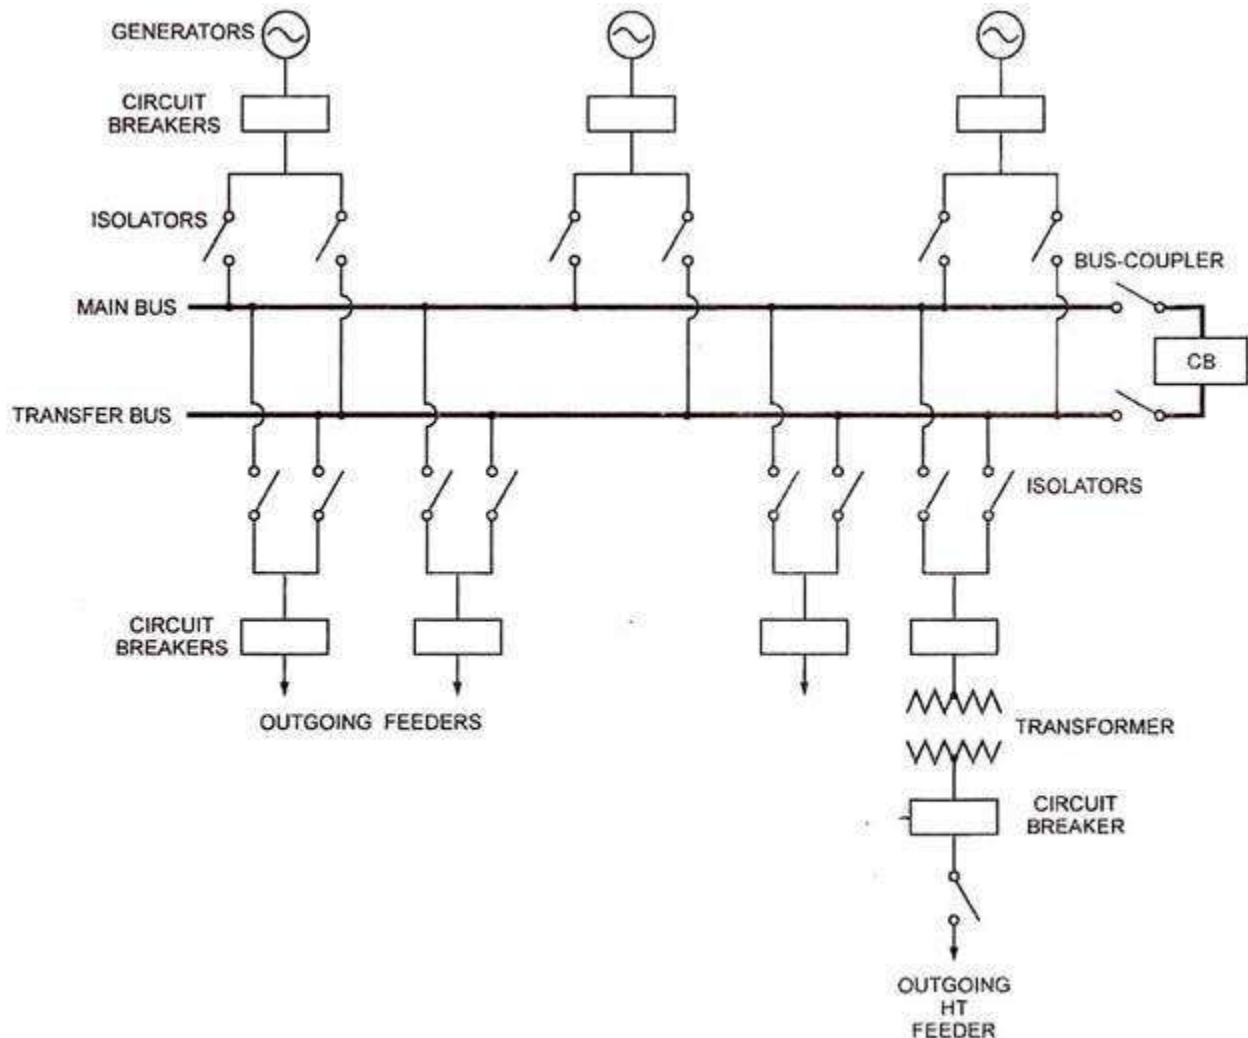 GENERATORS
CIRCUIT
BREAKERS
ISOLATORS
BUS-COUPLER
MAIN BUS
CB
TRANSFER BUS
ISOLATORS
CIRCUIT
BREAKERS
OUTGOING FEEDERS
TRANSFORMER
CIRCUIT
BREAKER
OUTGOING
HT
FEEDER